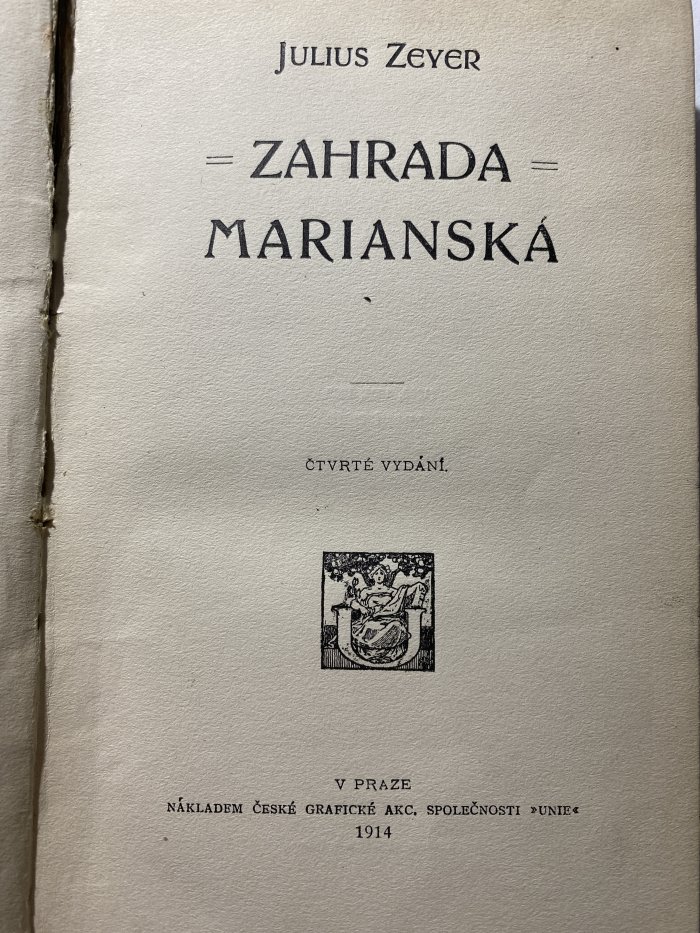 JULIUS ZEYER
= ZAHRADA =
MARIANSKÁ
ČTVRTÉ VYDÁNÍ.
V PRAZE
NÁKLADEM ČESKÉ GRAFICKÉ AKC. SPOLEČNOSTI »UNIE«
1914